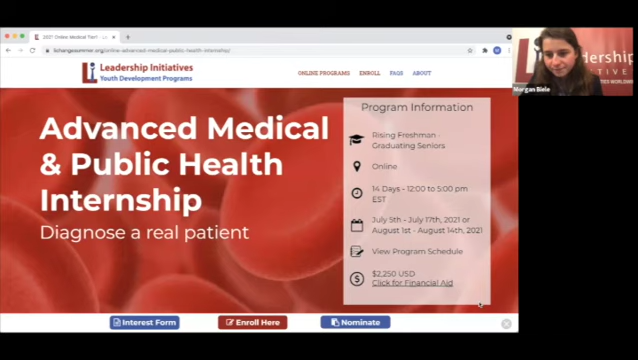 2021 Online Medical Tier1
lichangesummer.org/online-advanced-medical-public-health-internship/
Leadership Initiatives
Youth Development Programs
ONLINE PROGRAMS
ENROLL
FAQS
ABOUT
Advanced Medical
& Public Health
Internship
Diagnose a real patient
Program Information
Rising Freshman -
Graduating Seniors
Online
14 Days - 12:00 to 5:00 pm
EST
July 5th - July 17th, 2021 or
August 1st - August 14th, 2021
View Program Schedule
$2,250 USD
Click for Financial Aid
Interest Form
Enroll Here
Nominate
Morgan Biele